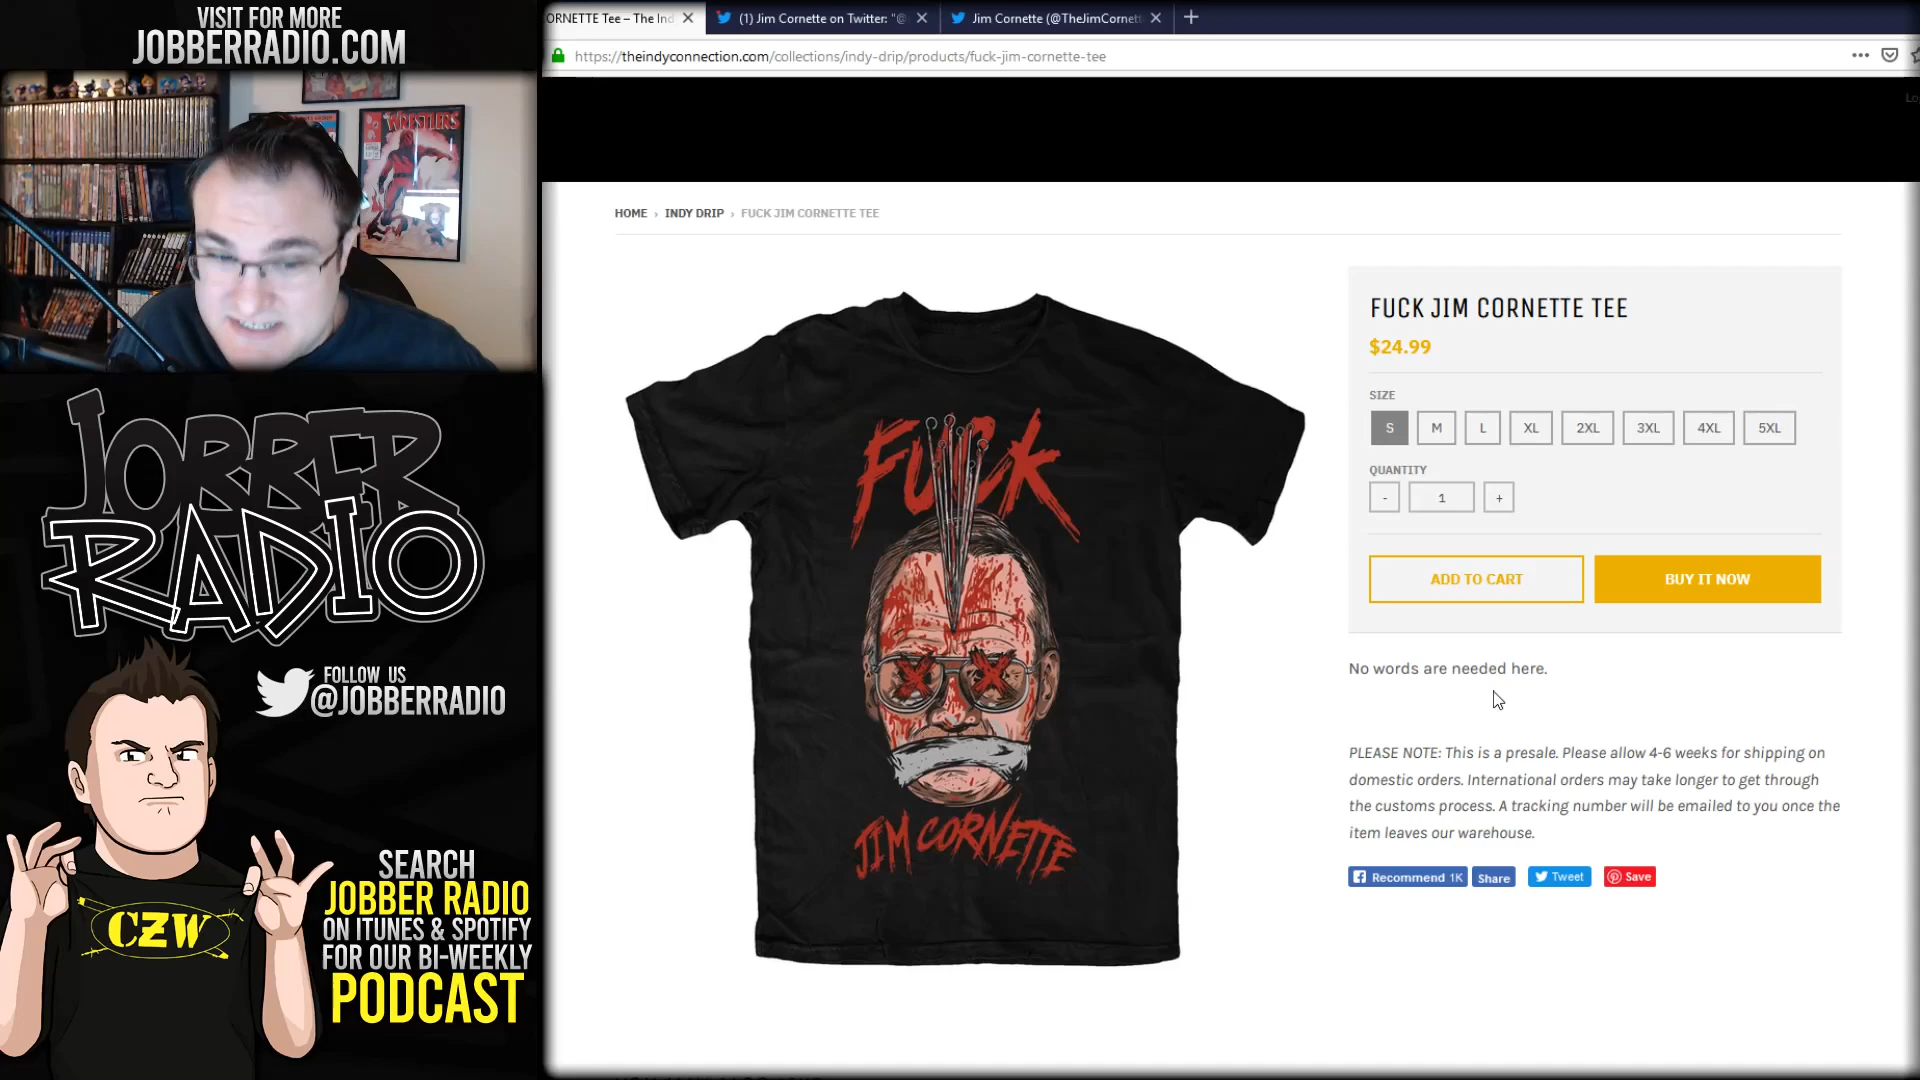 VISIT FOR MORE
JOBBERRADIO.COM
WRESTLERS
JOBBER
RADIO
FOLLOW US
@JOBBERRADIO
SEARCH
JOBBER RADIO
ON ITUNES & SPOTIFY
FOR OUR BI-WEEKLY
PODCAST
CZW
ORNETTE Tee – The Ind
(1) Jim Cornette on Twitter: "@
Jim Cornette (@TheJimCornet
https://theindyconnection.com/collections/indy-drip/products/fuck-jim-cornette-tee
Lo
HOME › INDY DRIP › FUCK JIM CORNETTE TEE
FUCK
JIM CORNETTE
FUCK JIM CORNETTE TEE
$24.99
SIZE
S M L XL 2XL 3XL 4XL 5XL
QUANTITY
- 1 +
ADD TO CART BUY IT NOW
No words are needed here.
PLEASE NOTE: This is a presale. Please allow 4-6 weeks for shipping on
domestic orders. International orders may take longer to get through
the customs process. A tracking number will be emailed to you once the
item leaves our warehouse.
Recommend 1K Share Tweet Save